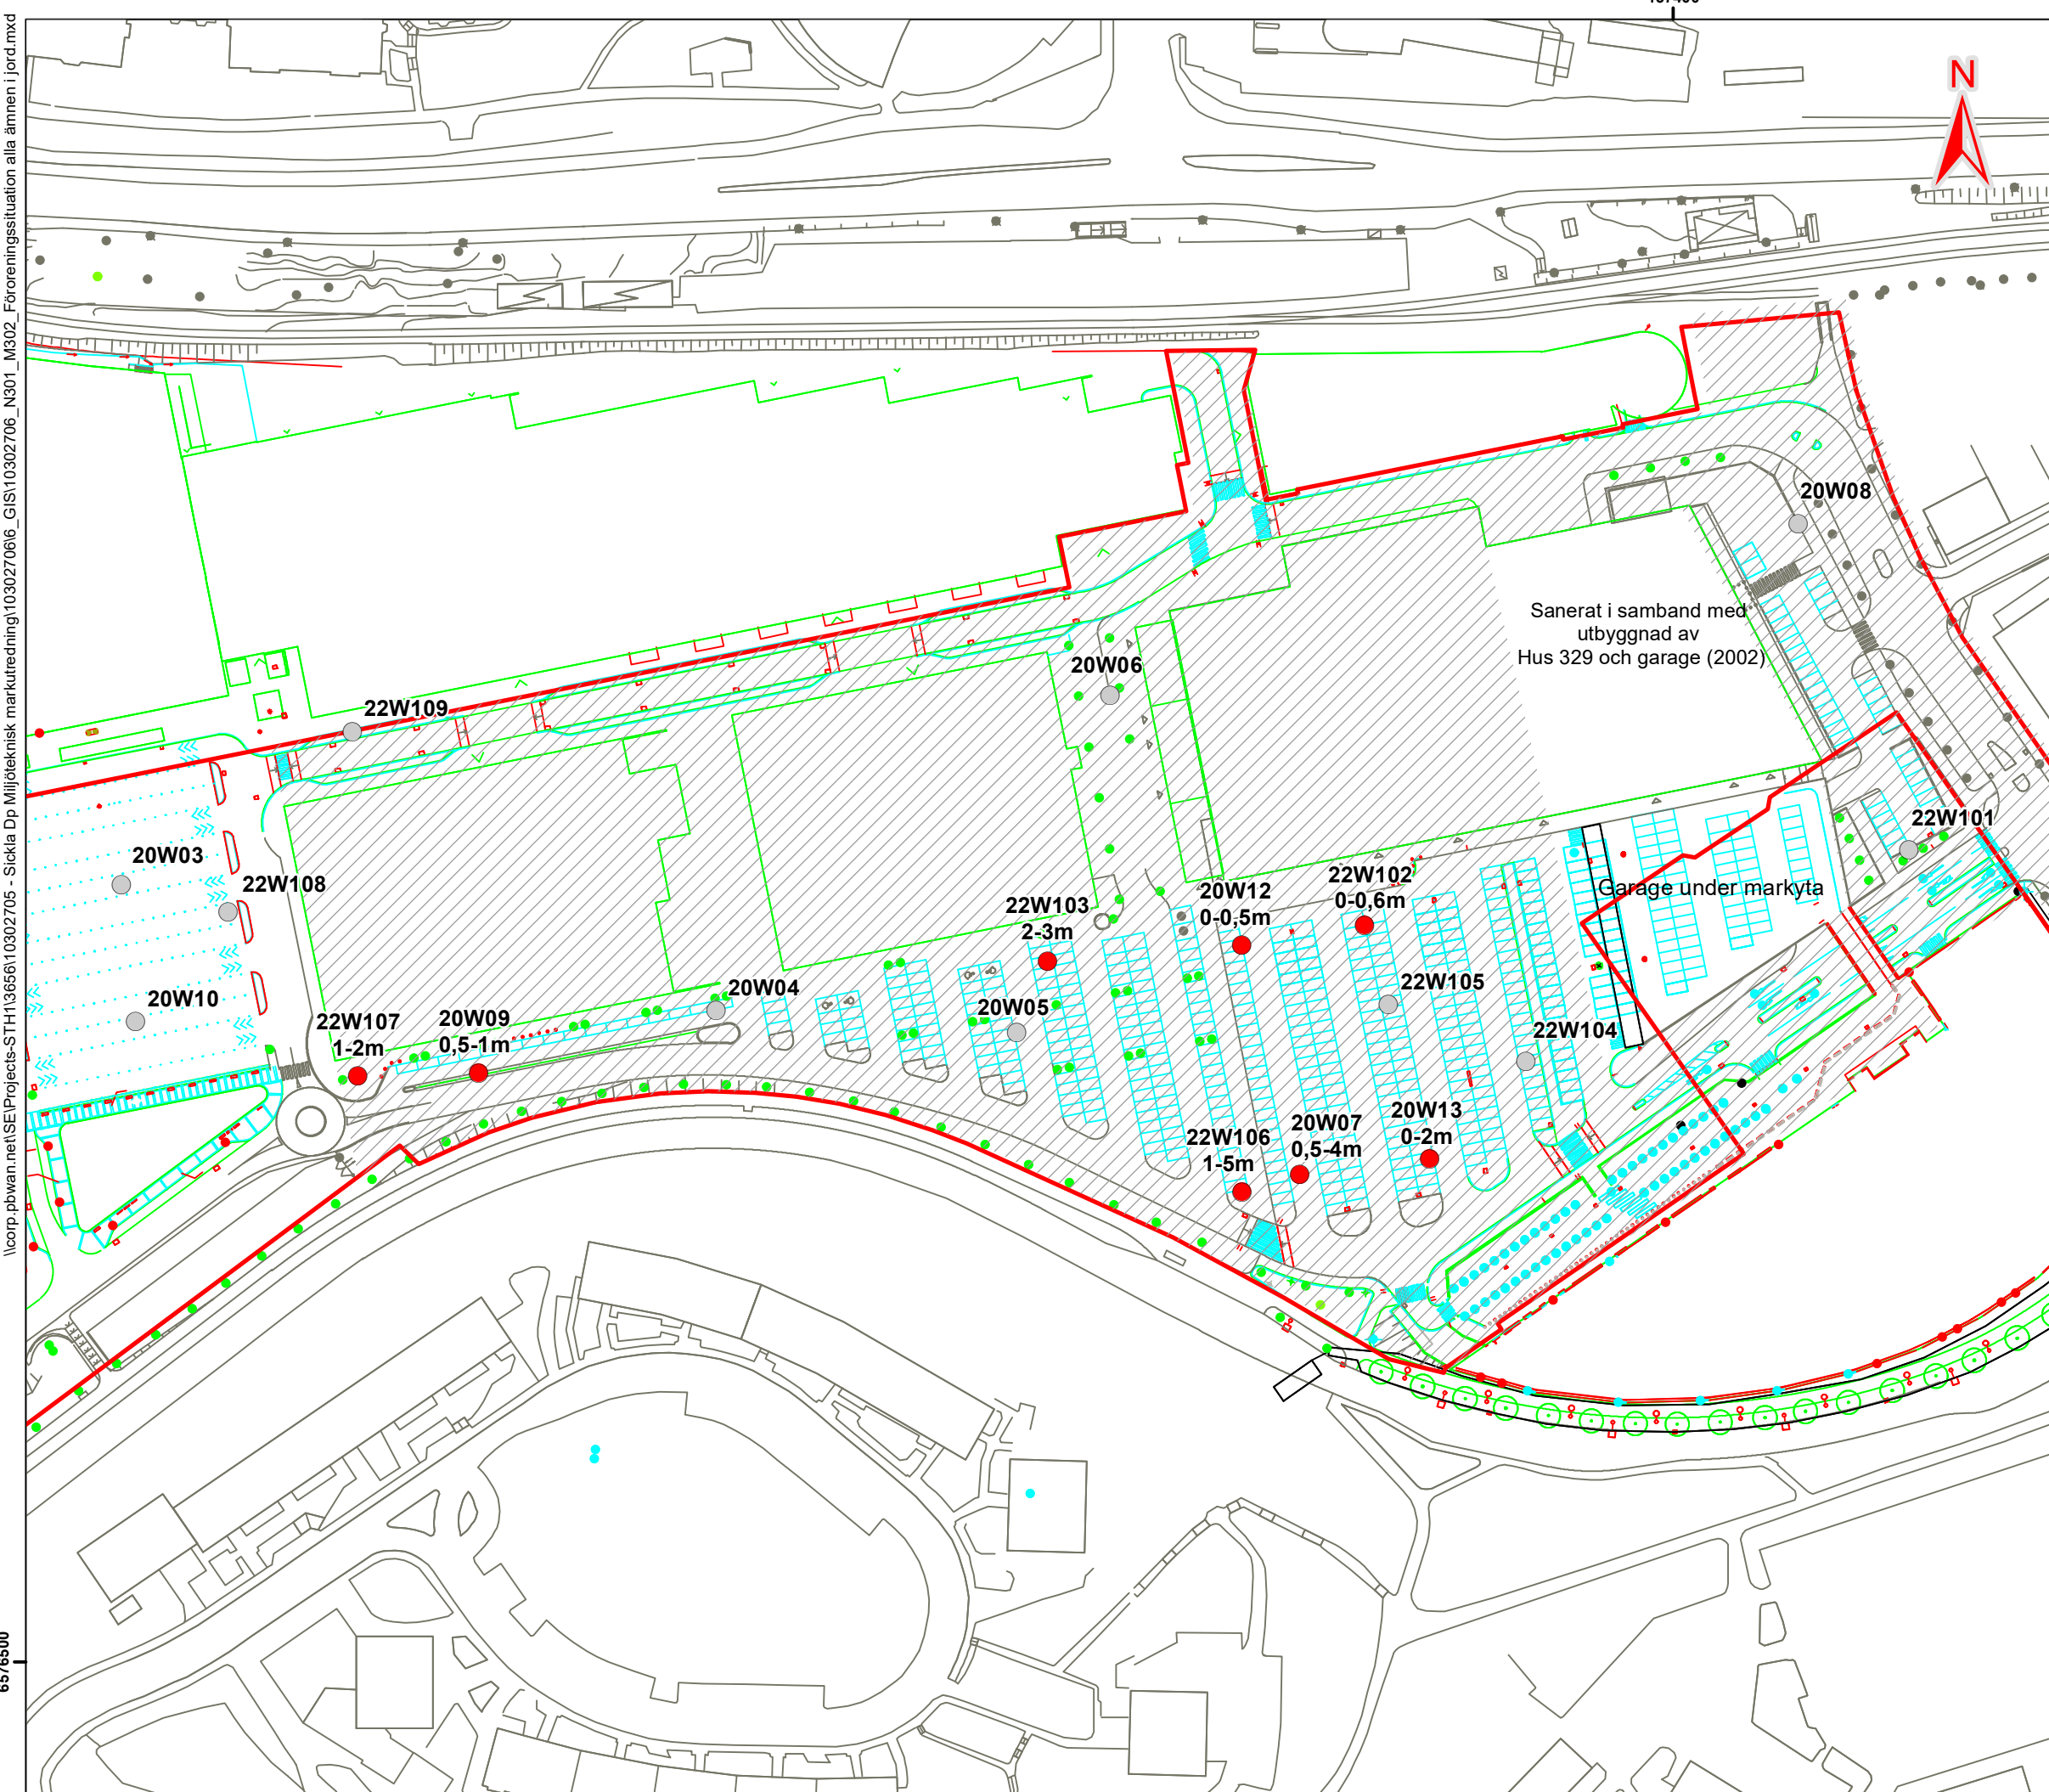 N
20W08
Sanerat i samband med
utbyggnad av
Hus 329 och garage (2002)
20W06
22W109
22W101
20W03
22W108
Garage under markyta
22W102
0-0,6m
20W12
0-0,5m
22W103
2-3m
20W10
20W04
22W105
20W05
22W107
1-2m
20W09
0,5-1m
22W104
22W106
1-5m
20W07
0,5-4m
20W13
0-2m
\\corp.pbwan.net\SE\Projects-STH1\3656\10302705 - Sickla Dp Miljöteknisk markutredning\10302706\6_GIS\10302706_N301_M302_Föroreningssituation alla ämnen i jord.mxd
6576500